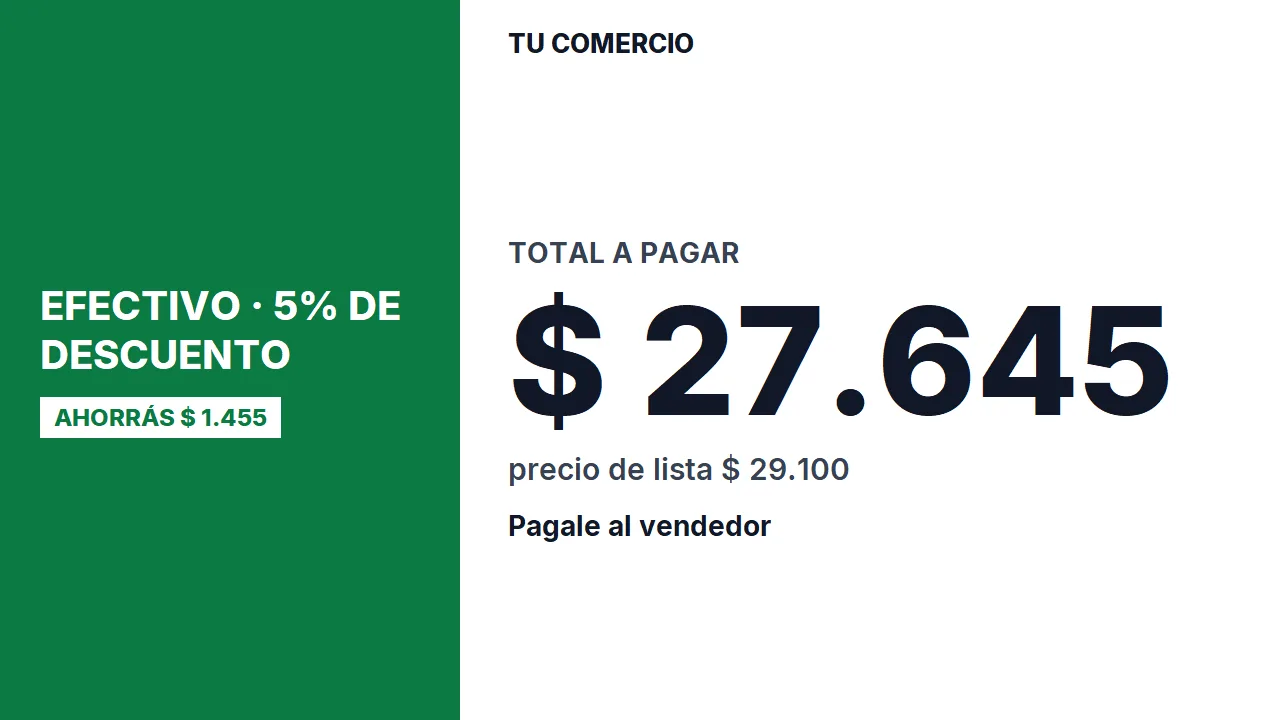 EFECTIVO · 5% DE
DESCUENTO
AHORRÁS $ 1.455
TU COMERCIO
TOTAL A PAGAR
$ 27.645
precio de lista $ 29.100
Pagale al vendedor